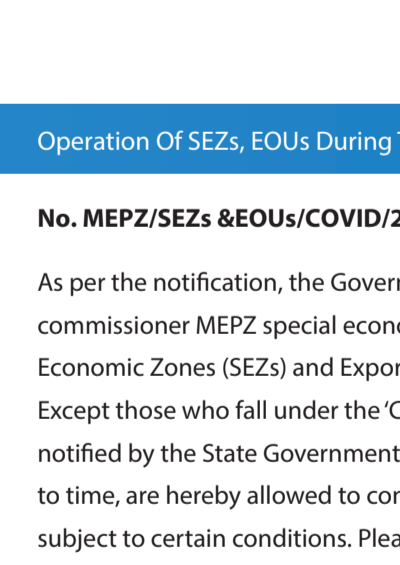 Operation Of SEZs, EOUs During
No. MEPZ/SEZs &EOUs/COVID/2
As per the notification, the Govern
commissioner MEPZ special econo
Economic Zones (SEZs) and Expor
Except those who fall under the ‘C
notified by the State Government
to time, are hereby allowed to con
subject to certain conditions. Plea